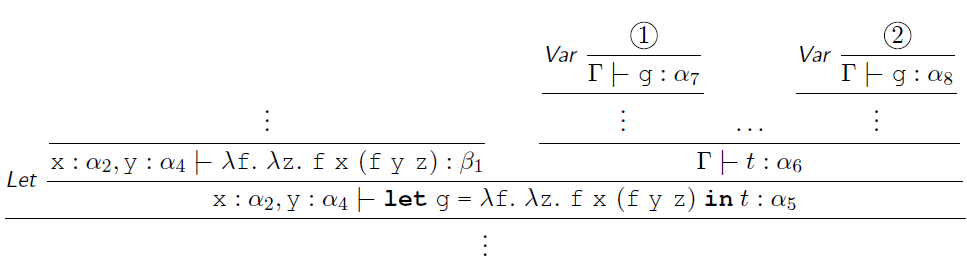 ① ②
Var Γ ⊢ g : α₇ Var Γ ⊢ g : α₈
⋮ ⋮ … ⋮
x : α₂, y : α₄ ⊢ λf. λz. f x (f y z) : β₁ Γ ⊢ t : α₆
Let x : α₂, y : α₄ ⊢ let g = λf. λz. f x (f y z) in t : α₅
⋮